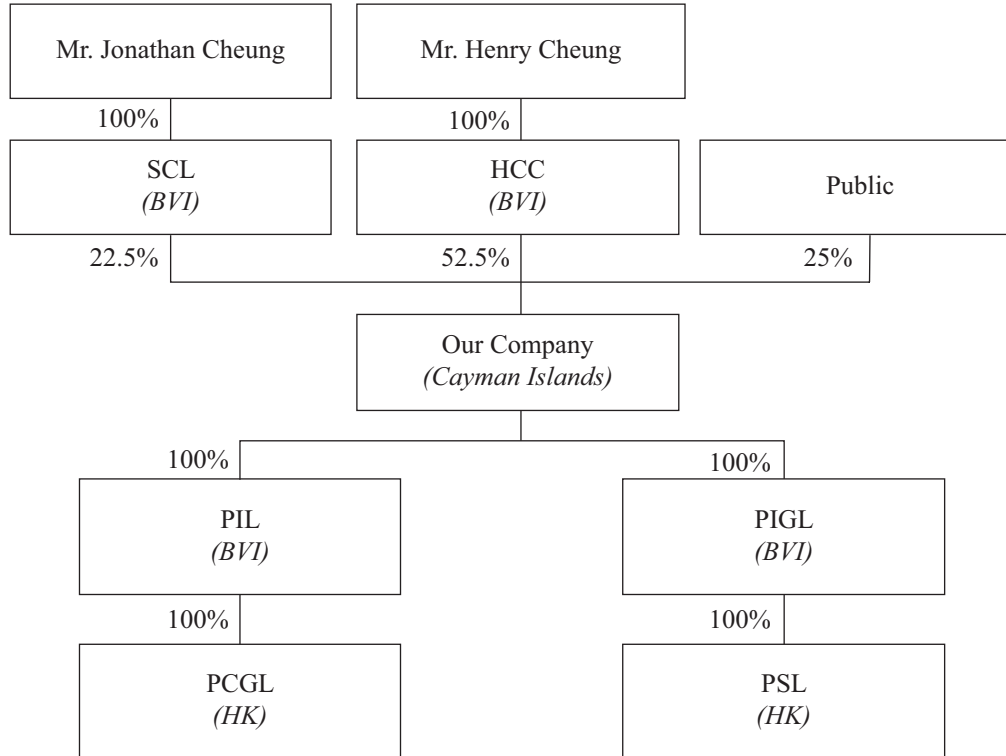 Mr. Jonathan Cheung
Mr. Henry Cheung
100%
100%
SCL
(BVI)
HCC
(BVI)
Public
22.5%
52.5%
25%
Our Company
(Cayman Islands)
100%
100%
PIL
(BVI)
PIGL
(BVI)
100%
100%
PCGL
(HK)
PSL
(HK)